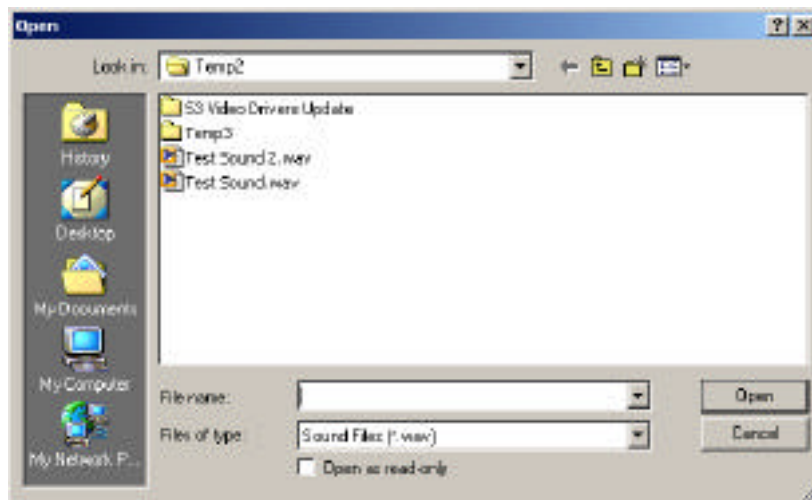 Open
Look in: Temp2
S3 Video Drivers Update
Temp3
Test Sound 2.wav
Test Sound.wav
History
Desktop
My Documents
My Computer
My Network P...
File name:
Open
Files of type: Sound Files (*.wav)
Cancel
Open as read-only